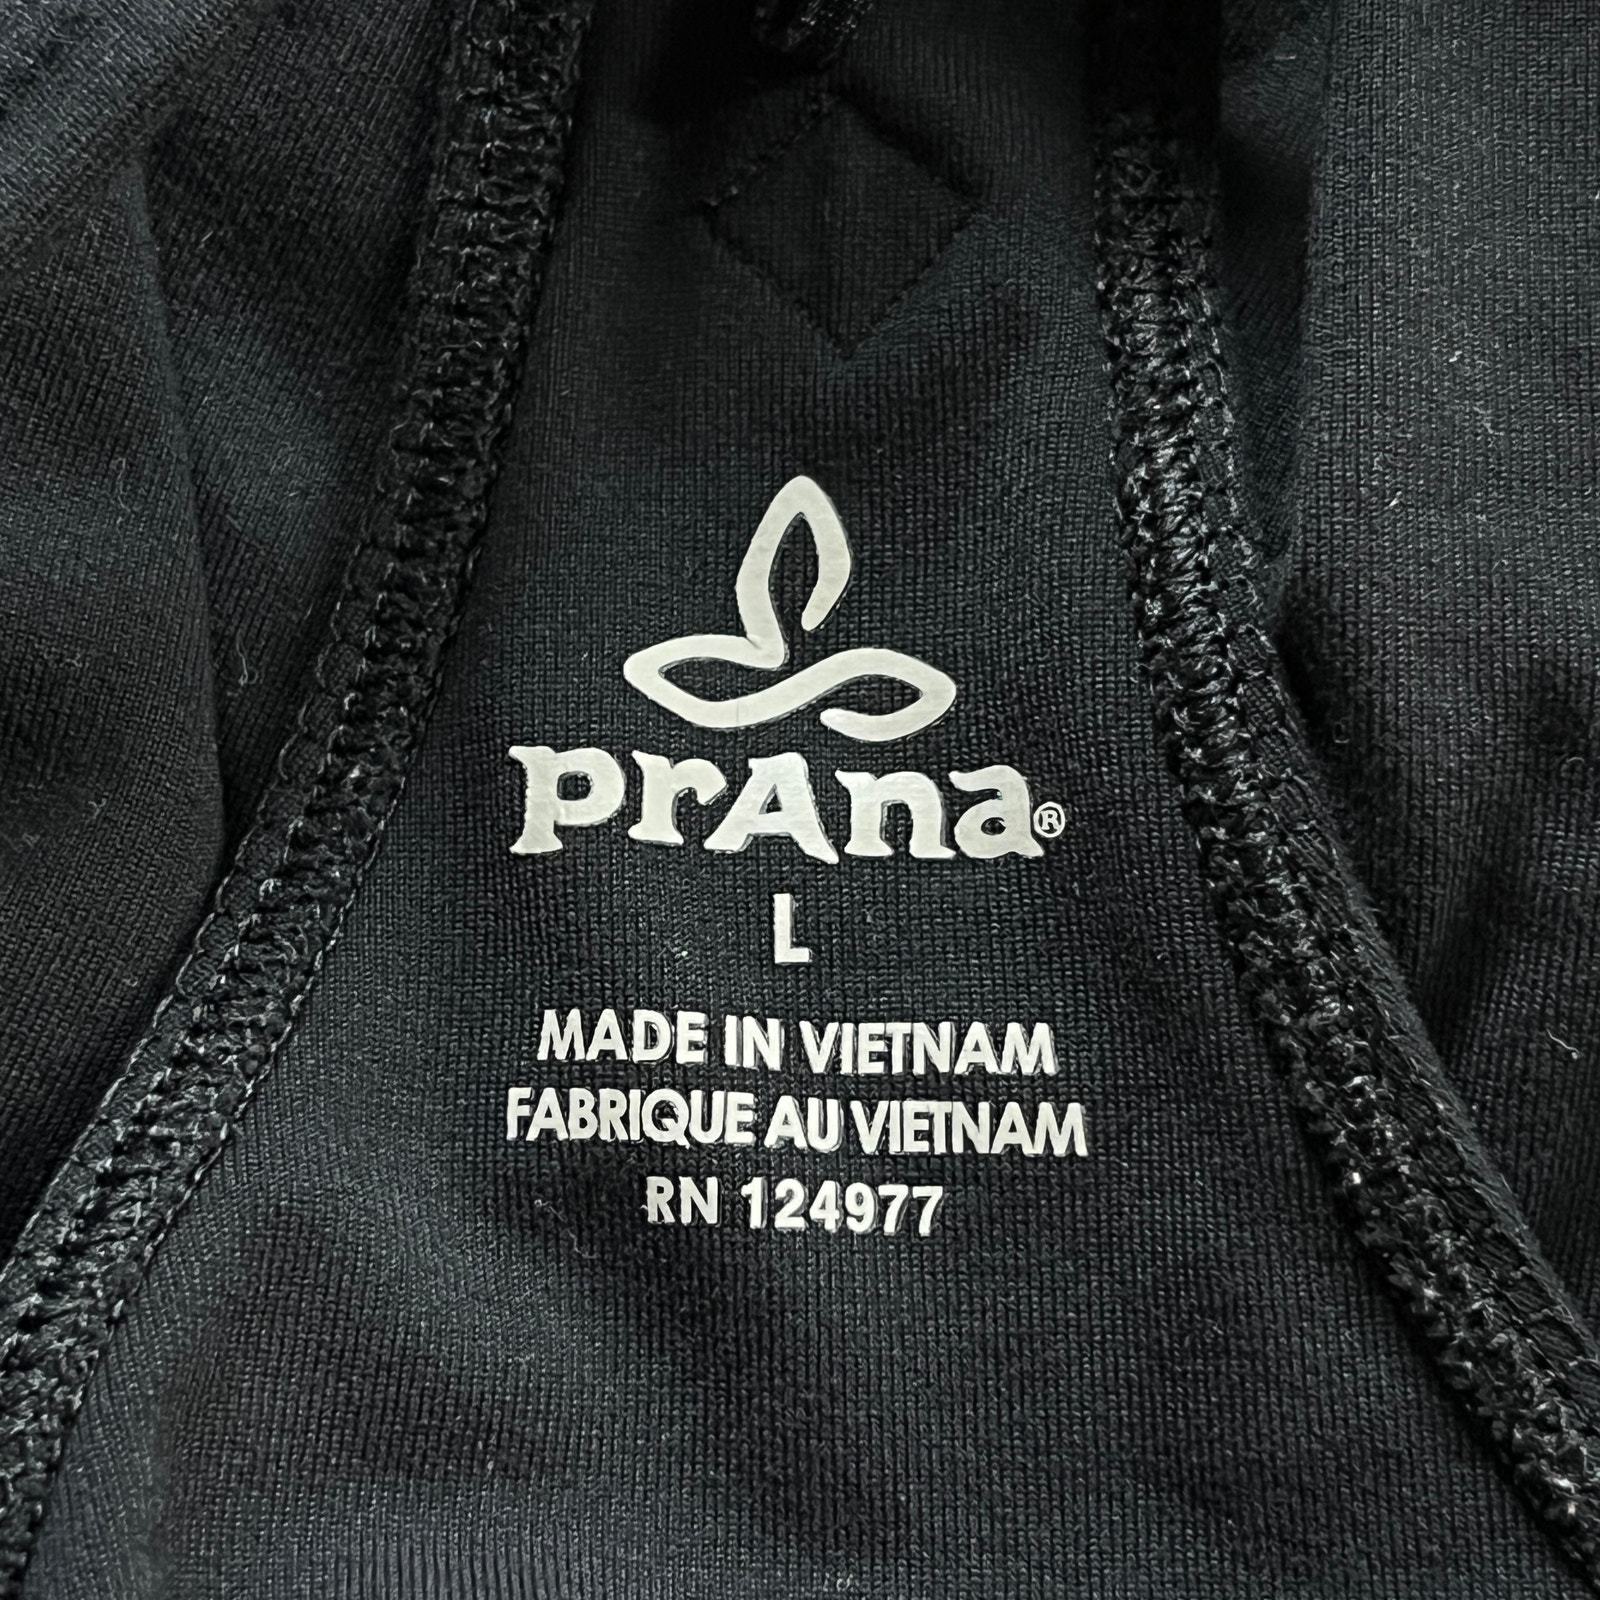 prAna®
L
MADE IN VIETNAM
FABRIQUE AU VIETNAM
RN 124977